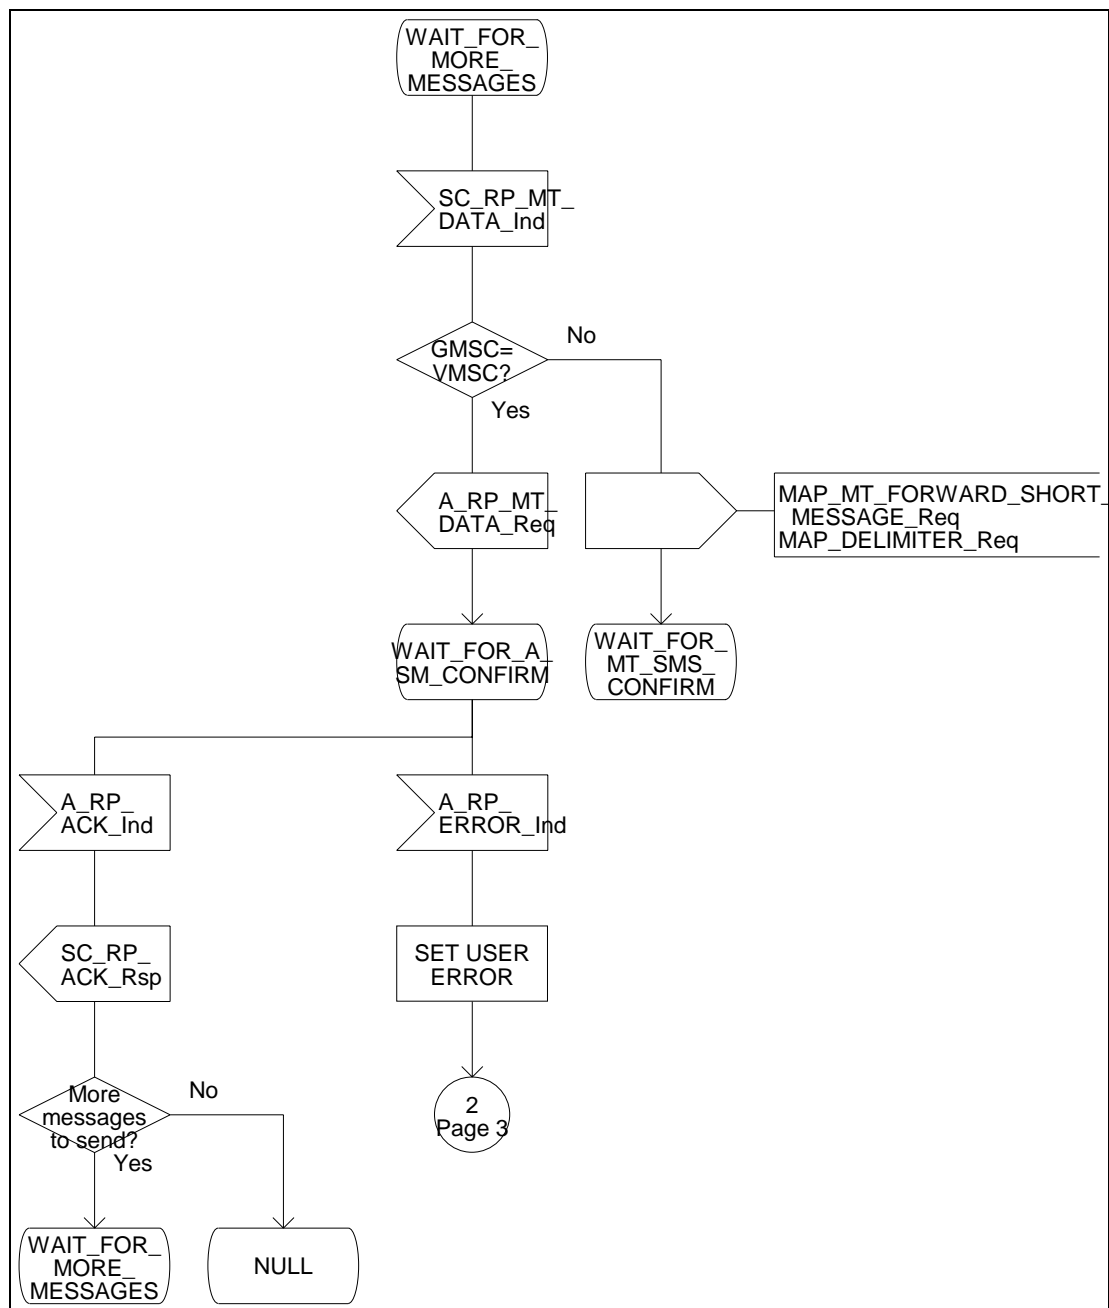 WAIT_FOR_
MORE_
MESSAGES
SC_RP_MT_
DATA_Ind
GMSC=
VMSC?
No
Yes
A_RP_MT_
DATA_Req
MAP_MT_FORWARD_SHORT_
MESSAGE_Req
MAP_DELIMITER_Req
WAIT_FOR_A_
SM_CONFIRM
WAIT_FOR_
MT_SMS_
CONFIRM
A_RP_
ACK_Ind
A_RP_
ERROR_Ind
SC_RP_
ACK_Rsp
SET USER
ERROR
More
messages
to send?
No
Yes
2
Page 3
WAIT_FOR_
MORE_
MESSAGES
NULL